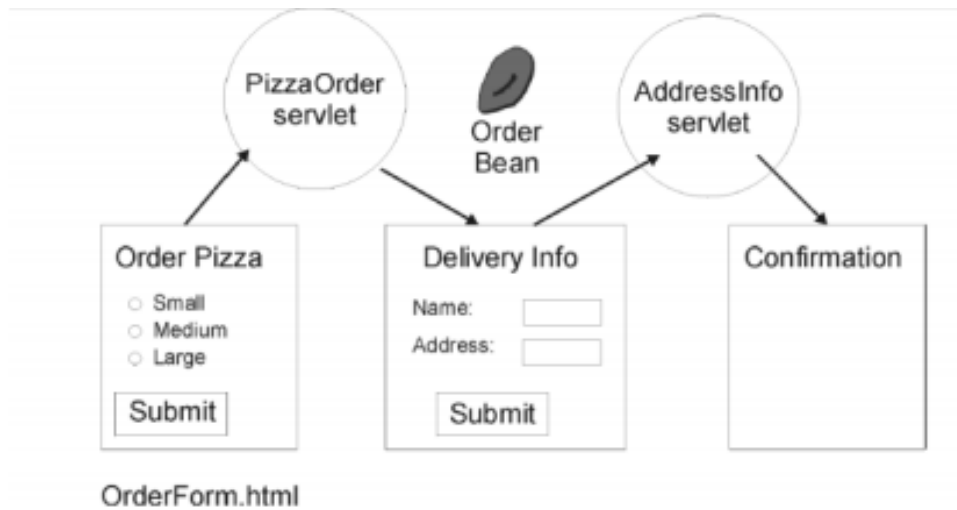 PizzaOrder
servlet
Order
Bean
AddressInfo
servlet
Order Pizza
Small
Medium
Large
Submit
Delivery Info
Name:
Address:
Submit
Confirmation
OrderForm.html